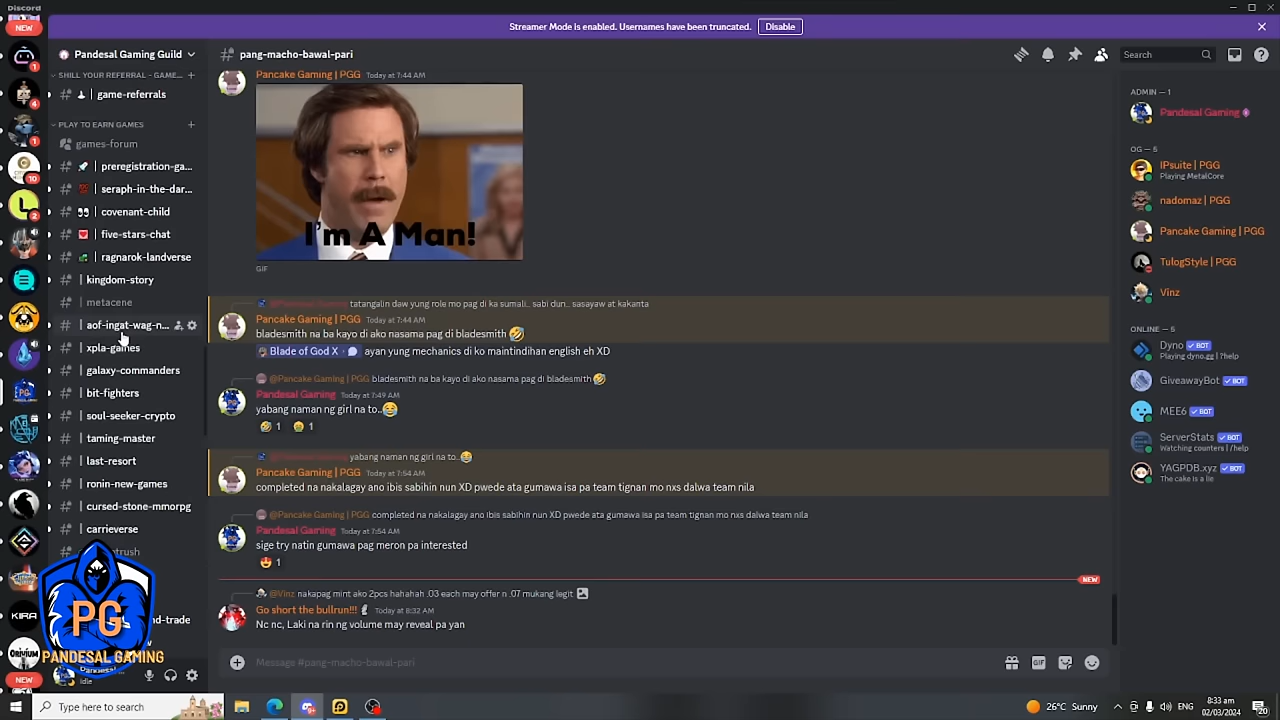 Discord
NEW
Streamer Mode is enabled. Usernames have been truncated.
Disable
Pandesal Gaming Guild
SHILL YOUR REFERRAL - GAME...
game-referrals
PLAY TO EARN GAMES
games-forum
preregistration-ga...
seraph-in-the-dar...
covenant-child
five-stars-chat
ragnarok-landverse
kingdom-story
metacene
aof-ingat-wag-n...
xpla-games
galaxy-commanders
bit-fighters
soul-seeker-crypto
taming-master
last-resort
ronin-new-games
cursed-stone-mmorpg
carrieverse
1
4
1
10
2
KIRA
ORIVIUM
NEW
PG
PANDESAL GAMING
Pandesal...
Idle
pang-macho-bawal-pari
Search
Pancake Gaming | PGG Today at 7:44 AM
I'm A Man!
GIF
tatangalin daw yung role mo pag di ka sumali.. sabi dun.. sasayaw at kakanta
Pancake Gaming | PGG Today at 7:44 AM
bladesmith na ba kayo di ako nasama pag di bladesmith
Blade of God X ayan yung mechanics di ko maintindihan english eh XD
@Pancake Gaming | PGG bladesmith na ba kayo di ako nasama pag di bladesmith
Pandesal Gaming Today at 7:49 AM
yabang naman ng girl na to..
1 1
yabang naman ng girl na to..
Pancake Gaming | PGG Today at 7:54 AM
completed na nakalagay ano ibis sabihin nun XD pwede ata gumawa isa pa team tignan mo nxs dalwa team nila
@Pancake Gaming | PGG completed na nakalagay ano ibis sabihin nun XD pwede ata gumawa isa pa team tignan mo nxs dalwa team nila
Pandesal Gaming Today at 7:54 AM
sige try natin gumawa pag meron pa interested
1
NEW
@Vinz nakapag mint ako 2pcs hahahah .03 each may offer n .07 mukang legit
Go short the bullrun!!! Today at 8:32 AM
Nc nc, Laki na rin ng volume may reveal pa yan
Message #pang-macho-bawal-pari
GIF
ADMIN — 1
Pandesal Gaming
OG — 5
IPsuite | PGG
Playing MetalCore
nadomaz | PGG
Pancake Gaming | PGG
TulogStyle | PGG
Vinz
ONLINE — 5
Dyno BOT
Playing dyno.gg | ?help
GiveawayBot BOT
MEE6 BOT
ServerStats BOT
Watching counters | /help
YAGPDB.xyz BOT
The cake is a lie
Type here to search
26°C Sunny
ENG
8:33 am
02/03/2024
20